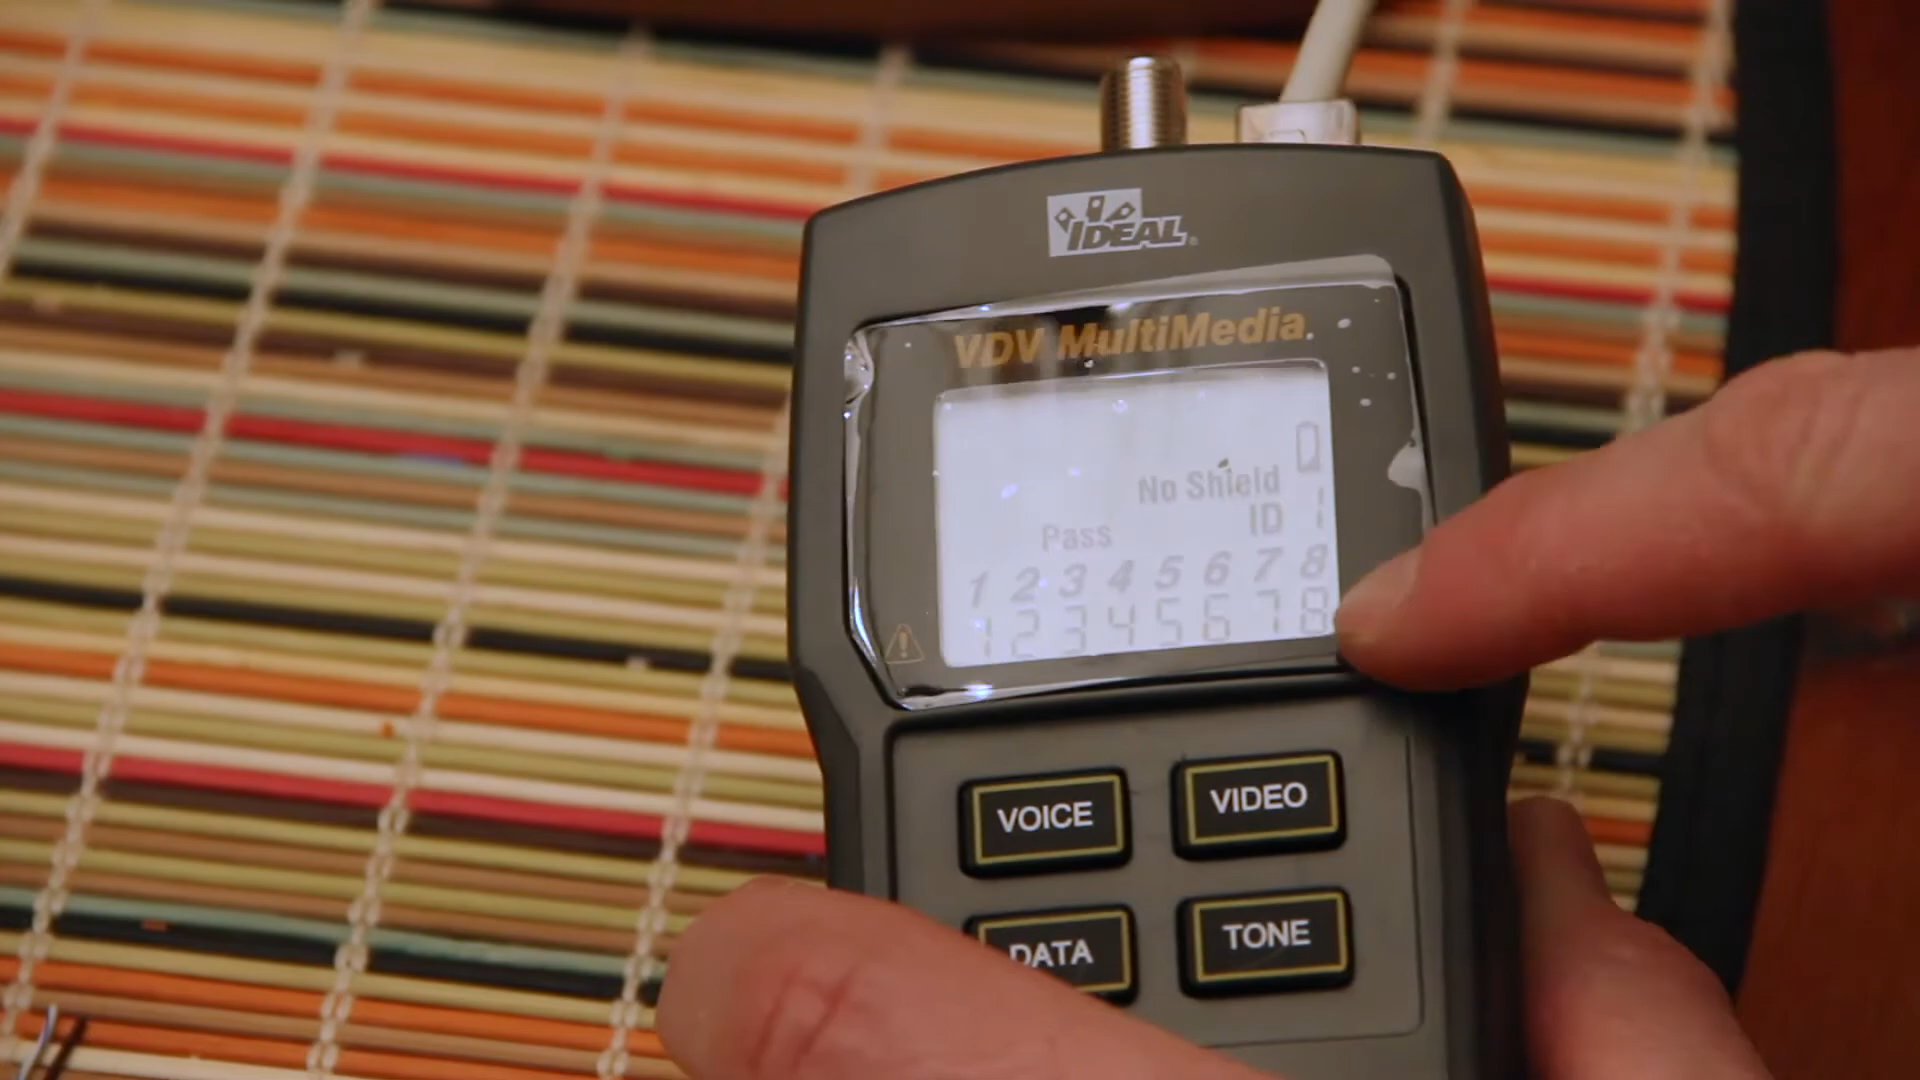 IDEAL®
VDV MultiMedia
No Shield
ID 1
Pass
1 2 3 4 5 6 7 8
1 2 3 4 5 6 7 8
VOICE
VIDEO
DATA
TONE